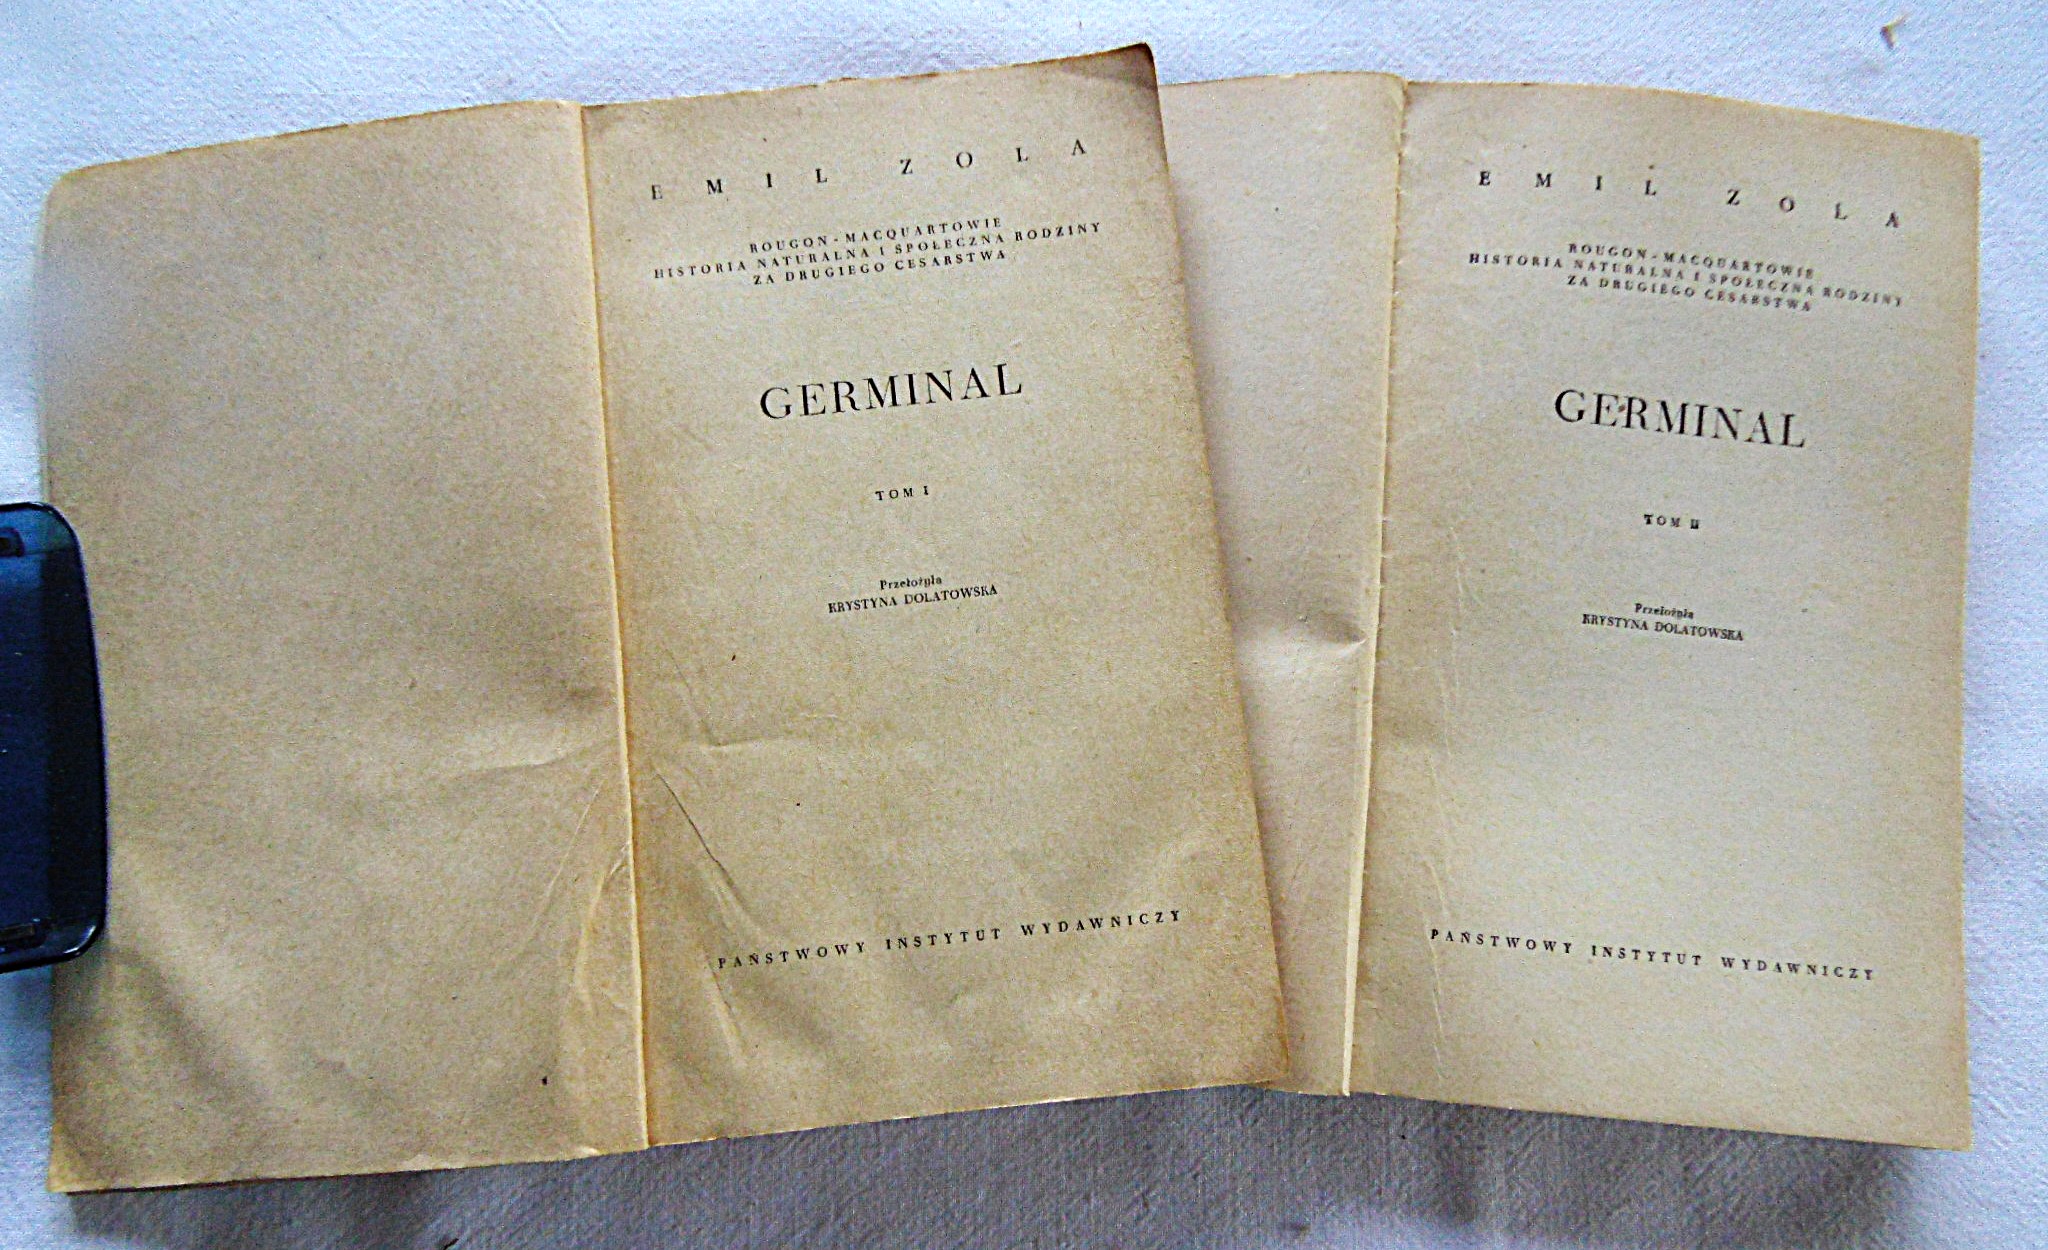 EMIL ZOLA
ROUGON-MACQUARTOWIE
HISTORIA NATURALNA I SPOŁECZNA RODZINY
ZA DRUGIEGO CESARSTWA
GERMINAL
TOM I
Przełożyła
KRYSTYNA DOLATOWSKA
PAŃSTWOWY INSTYTUT WYDAWNICZY
EMIL ZOLA
ROUGON-MACQUARTOWIE
HISTORIA NATURALNA I SPOŁECZNA RODZINY
ZA DRUGIEGO CESARSTWA
GERMINAL
TOM II
Przełożyła
KRYSTYNA DOLATOWSKA
PAŃSTWOWY INSTYTUT WYDAWNICZY